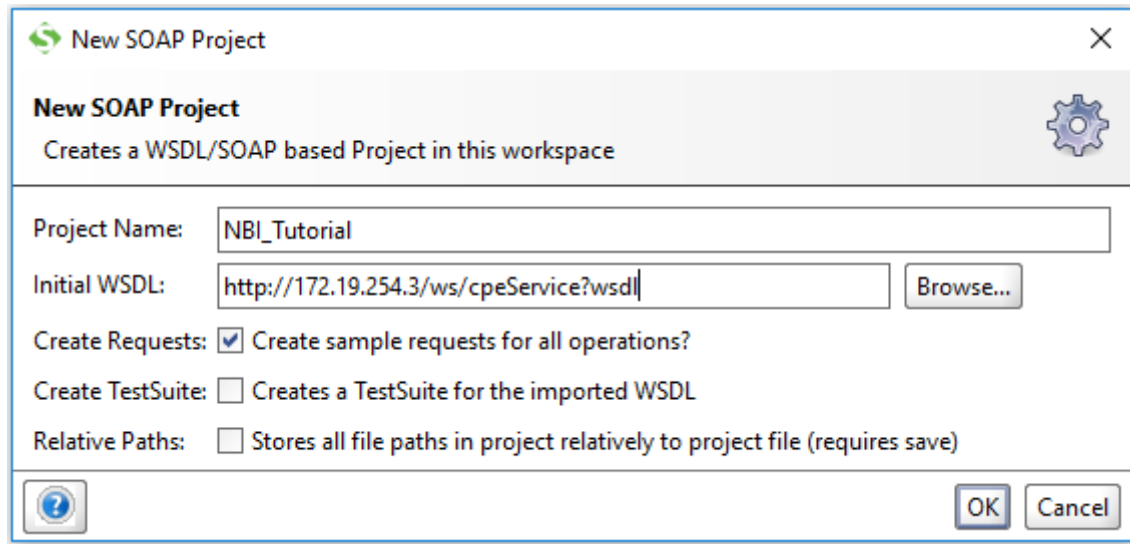 New SOAP Project
New SOAP Project
Creates a WSDL/SOAP based Project in this workspace
Project Name: NBI_Tutorial
Initial WSDL: http://172.19.254.3/ws/cpeService?wsdl Browse...
Create Requests: Create sample requests for all operations?
Create TestSuite: Creates a TestSuite for the imported WSDL
Relative Paths: Stores all file paths in project relatively to project file (requires save)
? OK Cancel